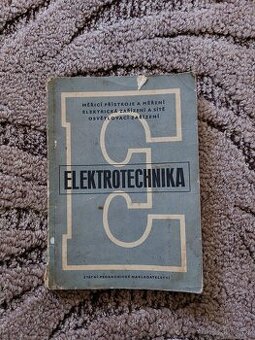 MĚŘICÍ PŘÍSTROJE A MĚŘENÍ
ELEKTRICKÁ ZAŘÍZENÍ A SÍTĚ
OSVĚTLOVACÍ ZAŘÍZENÍ
ELEKTROTECHNIKA
STÁTNÍ PEDAGOGICKÉ NAKLADATELSTVÍ